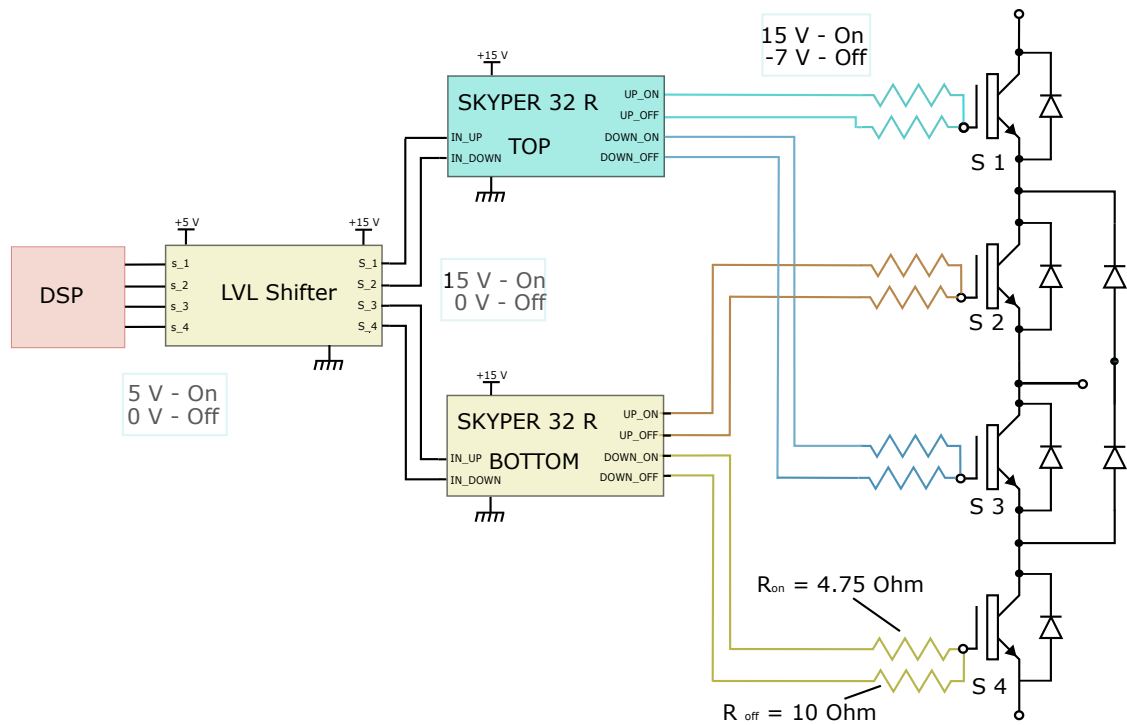 15 V - On
-7 V - Off
+15 V
SKYPER 32 R
TOP
IN_UP
IN_DOWN
UP_ON
UP_OFF
DOWN_ON
DOWN_OFF
S 1
+5 V
+15 V
DSP
s_1
s_2
s_3
s_4
LVL Shifter
S_1
S_2
S_3
S_4
15 V - On
0 V - Off
5 V - On
0 V - Off
S 2
+15 V
SKYPER 32 R
BOTTOM
IN_UP
IN_DOWN
UP_ON
UP_OFF
DOWN_ON
DOWN_OFF
S 3
Ron = 4.75 Ohm
S 4
R off = 10 Ohm